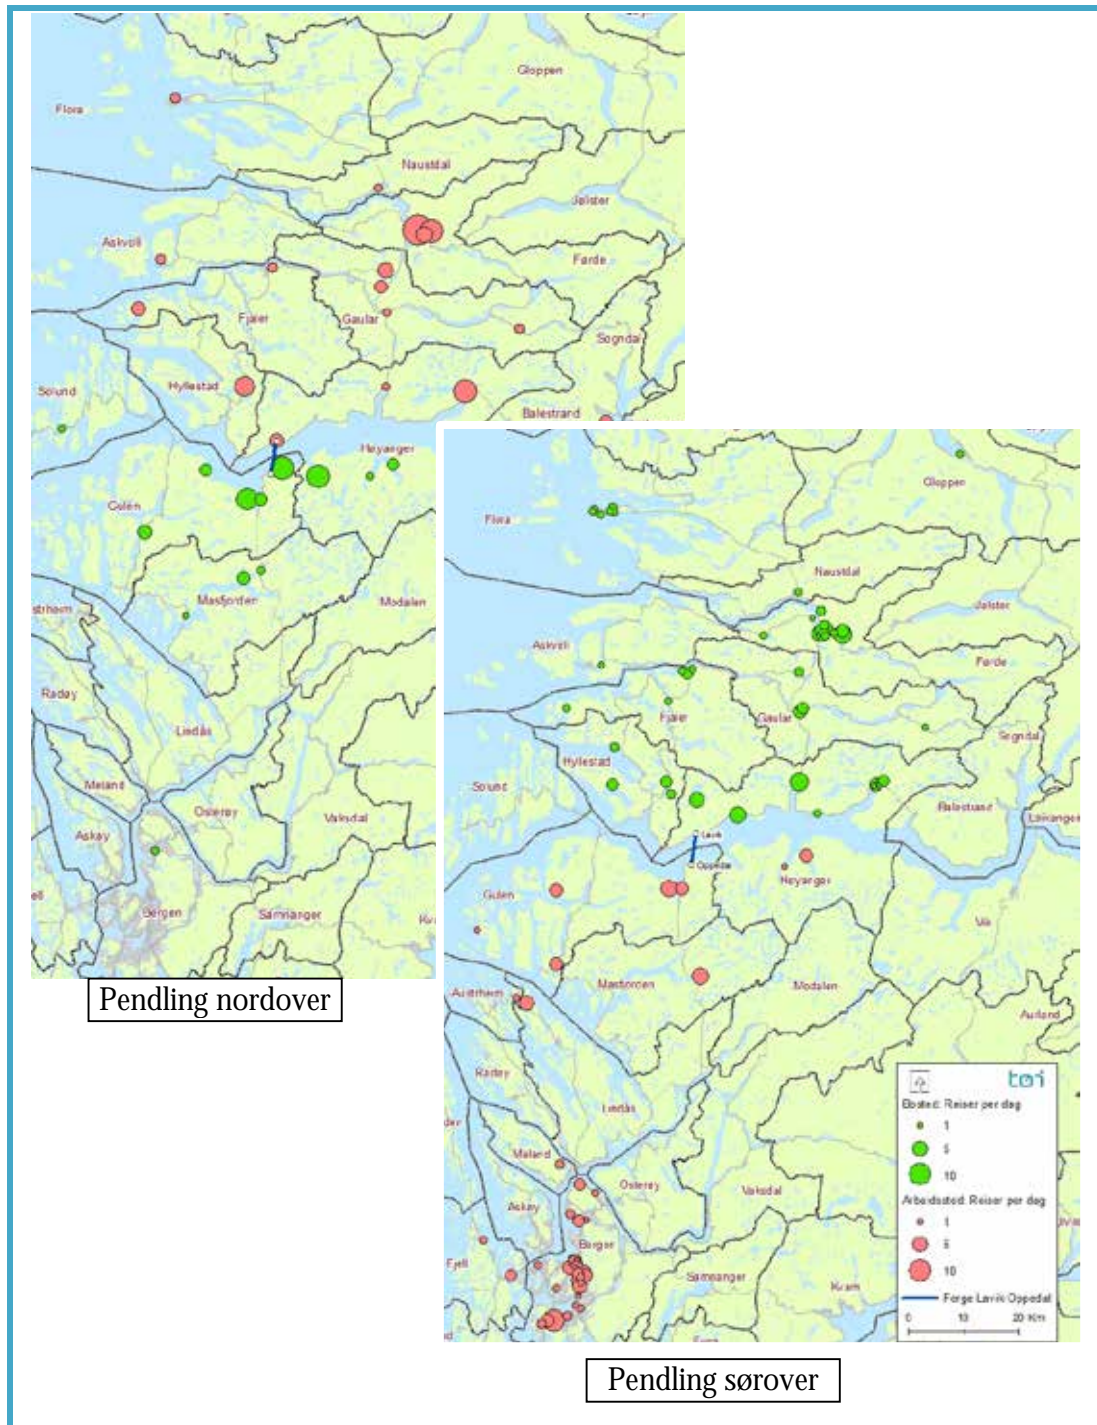 Gloppen
Flora
Naustdal
Jølster
Askvoll
Førde
Fjaler
Gaular
Sogndal
Solund
Hyllestad
Balestrand
Høyanger
Gulen
Masfjorden
Modalen
Radøy
Lindås
Meland
Osterøy
Vaksdal
Askøy
Bergen
Samnanger
Pendling nordover
Gloppen
Flora
Naustdal
Jølster
Askvoll
Førde
Fjaler
Gaular
Sogndal
Hyllestad
Solund
Balestrand
Leikanger
Lavik
Oppedal
Høyanger
Gulen
Vik
Masfjorden
Modalen
Austrheim
Aurland
Radøy
Lindås
Meland
Osterøy
Vaksdal
Askøy
Bergen
Fjell
Samnanger
Kvam
tøi
Bosted: Reiser per dag
1
5
10
Arbeidssted: Reiser per dag
1
5
10
Ferge Lavik Oppedal
0 10 20 Km
Pendling sørover